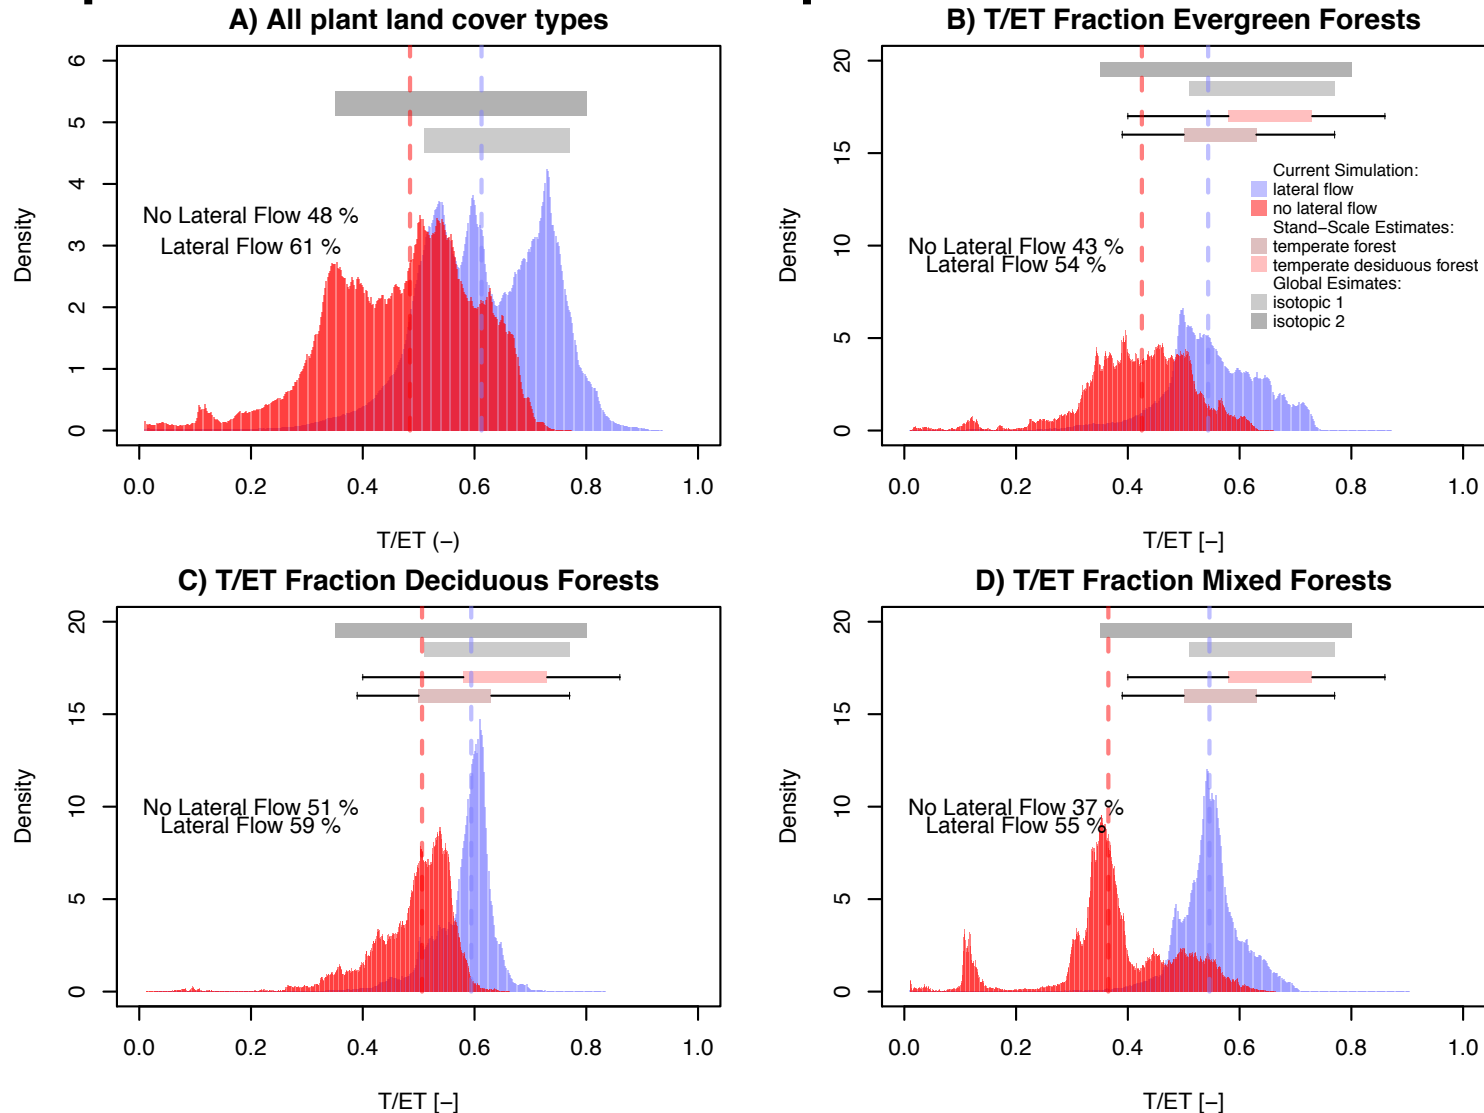 A) All plant land cover types
6
5
4
3
2
1
0
Density
No Lateral Flow 48 %
Lateral Flow 61 %
0.0 0.2 0.4 0.6 0.8 1.0
T/ET (−)
B) T/ET Fraction Evergreen Forests
20
15
10
5
0
Density
No Lateral Flow 43 %
Lateral Flow 54 %
Current Simulation:
lateral flow
no lateral flow
Stand−Scale Estimates:
temperate forest
temperate desiduous forest
Global Esimates:
isotopic 1
isotopic 2
0.0 0.2 0.4 0.6 0.8 1.0
T/ET [−]
C) T/ET Fraction Deciduous Forests
20
15
10
5
0
Density
No Lateral Flow 51 %
Lateral Flow 59 %
0.0 0.2 0.4 0.6 0.8 1.0
T/ET [−]
D) T/ET Fraction Mixed Forests
20
15
10
5
0
Density
No Lateral Flow 37 %
Lateral Flow 55 %
0.0 0.2 0.4 0.6 0.8 1.0
T/ET [−]